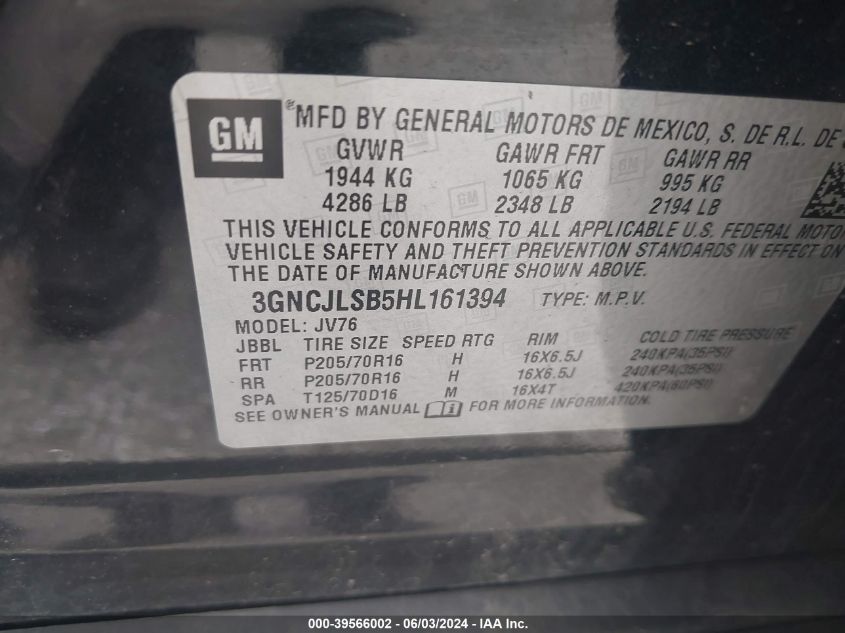 GM
®MFD BY GENERAL MOTORS DE MEXICO, S. DE R.L. DE
GVWR GAWR FRT GAWR RR
1944 KG 1065 KG 995 KG
4286 LB 2348 LB 2194 LB
THIS VEHICLE CONFORMS TO ALL APPLICABLE U.S. FEDERAL MOTO
VEHICLE SAFETY AND THEFT PREVENTION STANDARDS IN EFFECT ON
THE DATE OF MANUFACTURE SHOWN ABOVE.
3GNCJLSB5HL161394 TYPE: M.P.V.
MODEL: JV76
JBBL TIRE SIZE SPEED RTG RIM COLD TIRE PRESSURE
FRT P205/70R16 H 16X6.5J 240KPA(35PSI)
RR P205/70R16 H 16X6.5J 240KPA(35PSI)
SPA T125/70D16 M 16X4T 420KPA(60PSI)
SEE OWNER'S MANUAL FOR MORE INFORMATION.
000-39566002 - 06/03/2024 - IAA Inc.